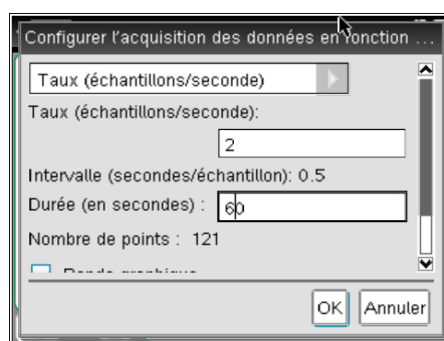 Configurer l'acquisition des données en fonction ...
Taux (échantillons/seconde)
Taux (échantillons/seconde):
2
Intervalle (secondes/échantillon): 0.5
Durée (en secondes) : 60
Nombre de points : 121
OK Annuler